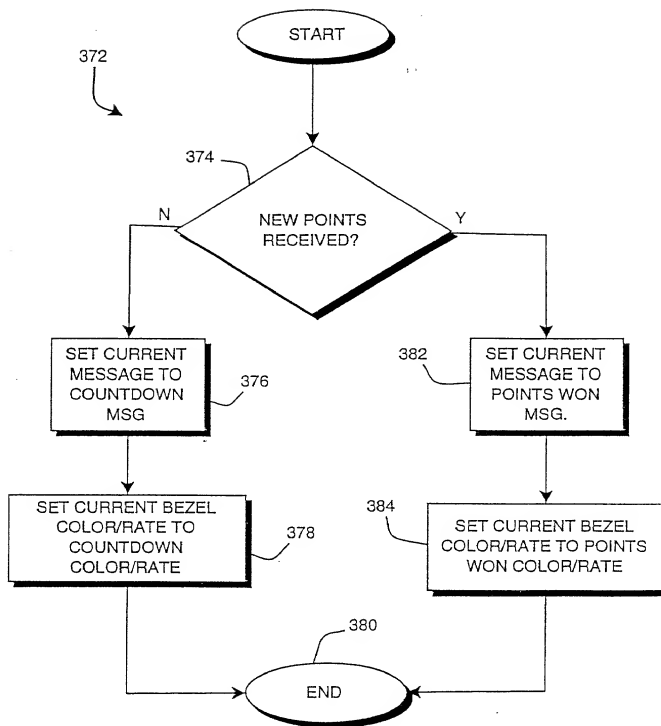 START
372
374
NEW POINTS
RECEIVED?
N
Y
SET CURRENT
MESSAGE TO
COUNTDOWN
MSG
376
382
SET CURRENT
MESSAGE TO
POINTS WON
MSG.
SET CURRENT BEZEL
COLOR/RATE TO
COUNTDOWN
COLOR/RATE
378
384
SET CURRENT BEZEL
COLOR/RATE TO POINTS
WON COLOR/RATE
380
END